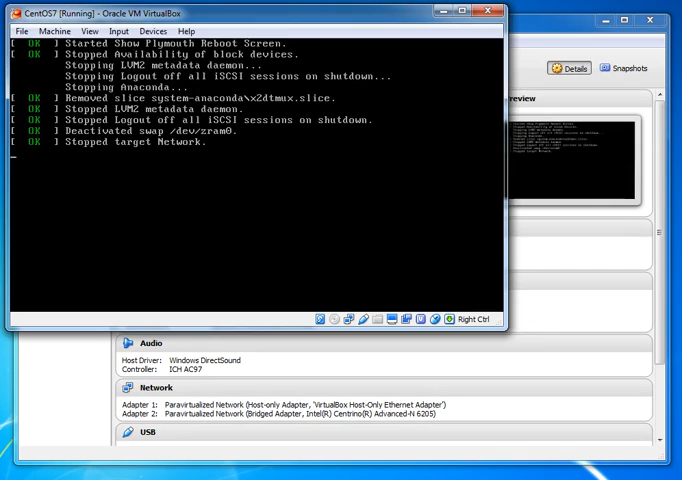 CentOS7 [Running] - Oracle VM VirtualBox
File Machine View Input Devices Help
[ OK ] Started Show Plymouth Reboot Screen.
[ OK ] Stopped Availability of block devices.
Stopping LVM2 metadata daemon...
Stopping Logout off all iSCSI sessions on shutdown...
Stopping Anaconda...
[ OK ] Removed slice system-anaconda\x2dtmux.slice.
[ OK ] Stopped LVM2 metadata daemon.
[ OK ] Stopped Logout off all iSCSI sessions on shutdown.
[ OK ] Deactivated swap /dev/zram0.
[ OK ] Stopped target Network.
Right Ctrl
Details Snapshots
review
Audio
Host Driver: Windows DirectSound
Controller: ICH AC97
Network
Adapter 1: Paravirtualized Network (Host-only Adapter, 'VirtualBox Host-Only Ethernet Adapter')
Adapter 2: Paravirtualized Network (Bridged Adapter, Intel(R) Centrino(R) Advanced-N 6205)
USB